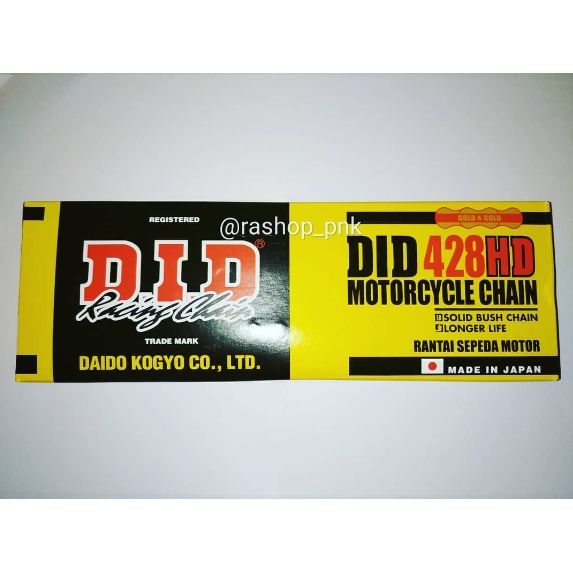 REGISTERED
@rashop_pnk
D.I.D®
Racing Chain
TRADE MARK
DAIDO KOGYO CO., LTD.
GOLD & GOLD
DID 428HD
MOTORCYCLE CHAIN
SOLID BUSH CHAIN
LONGER LIFE
RANTAI SEPEDA MOTOR
MADE IN JAPAN